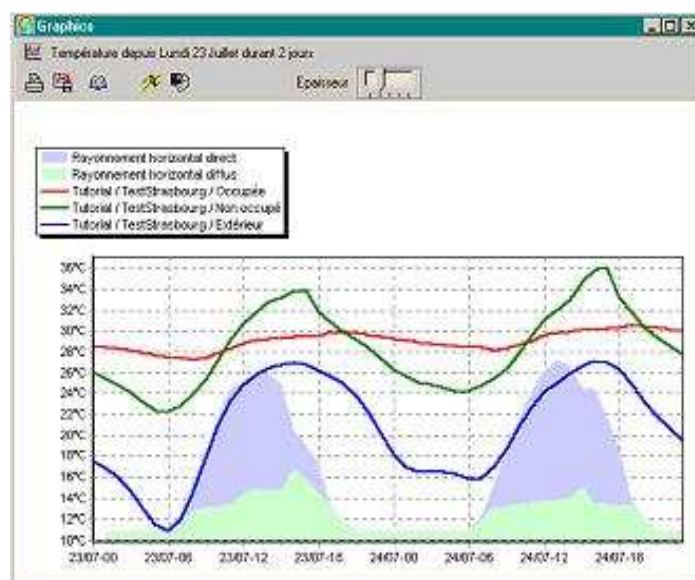 Graphics
Température depuis Lundi 23 Juillet durant 2 jours
Epaisseur
Rayonnement horizontal direct
Rayonnement horizontal diffus
Tutorial / TestStrasbourg / Occupée
Tutorial / TestStrasbourg / Non occupé
Tutorial / TestStrasbourg / Extérieur
36°C
34°C
32°C
30°C
28°C
26°C
24°C
22°C
20°C
18°C
16°C
14°C
12°C
10°C
23/07-00 23/07-06 23/07-12 23/07-18 24/07-00 24/07-06 24/07-12 24/07-18